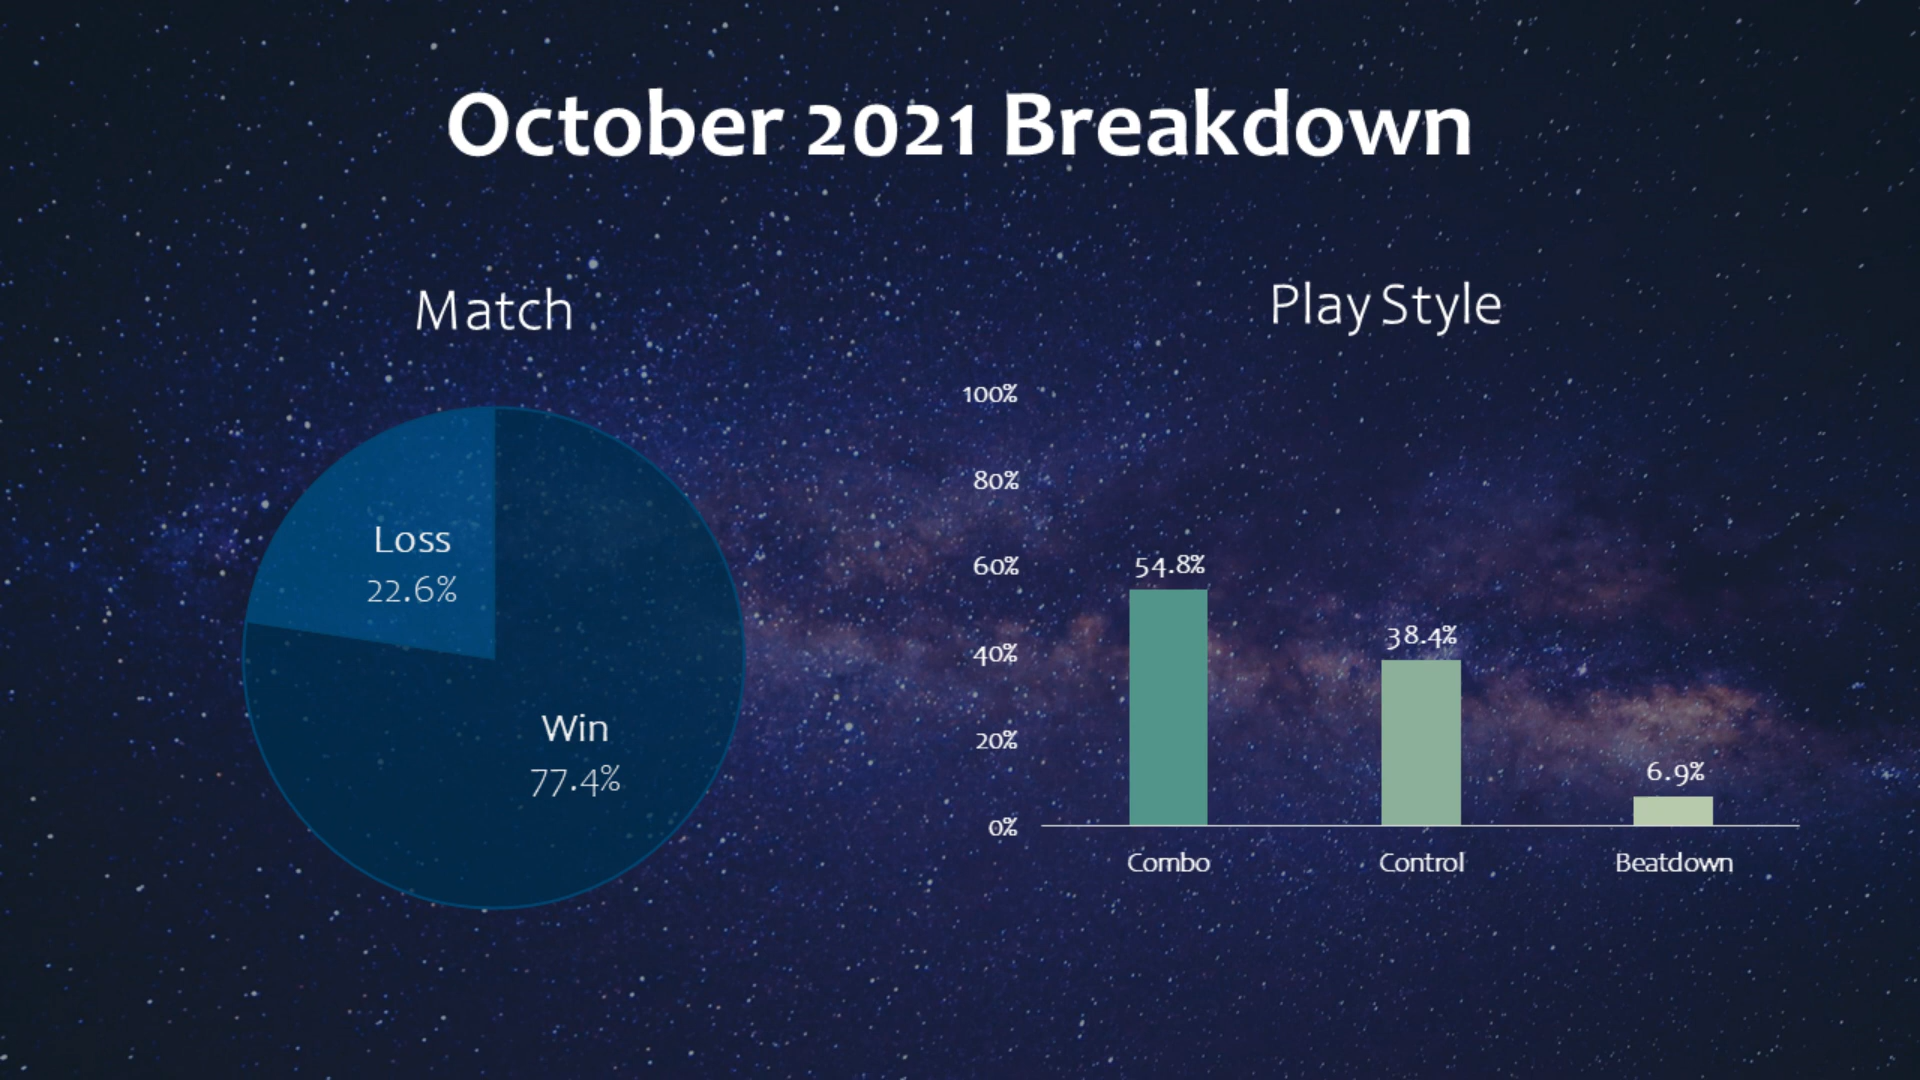 October 2021 Breakdown
Match
Loss
22.6%
Win
77.4%
Play Style
100%
80%
60%
40%
20%
0%
54.8%
38.4%
6.9%
Combo
Control
Beatdown